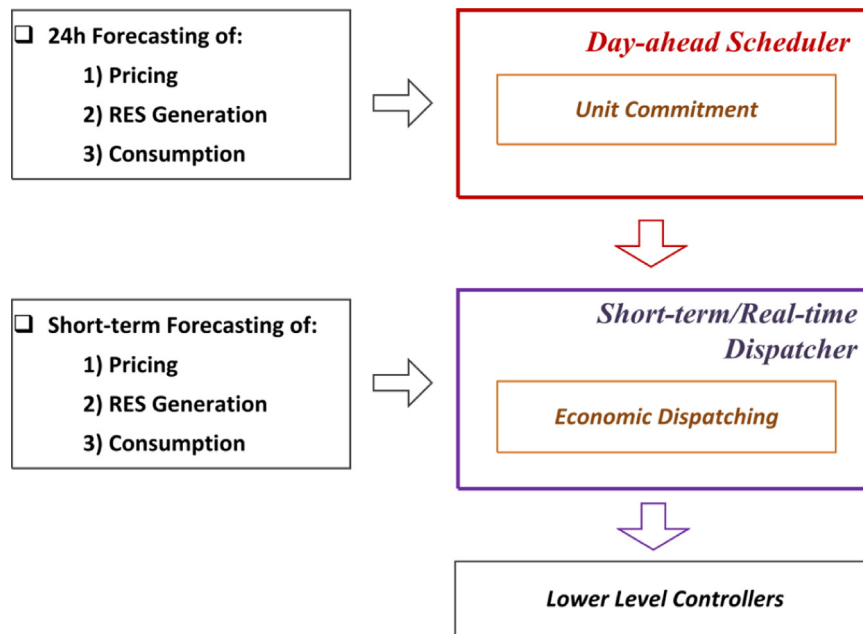 ❑ 24h Forecasting of:
1) Pricing
2) RES Generation
3) Consumption
Day-ahead Scheduler
Unit Commitment
❑ Short-term Forecasting of:
1) Pricing
2) RES Generation
3) Consumption
Short-term/Real-time
Dispatcher
Economic Dispatching
Lower Level Controllers